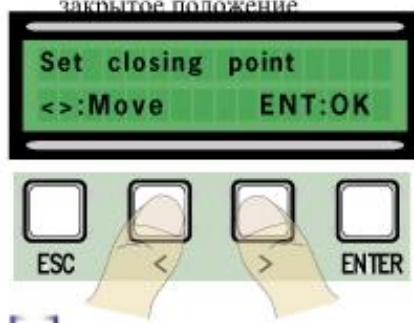 закрытое положение
Set closing point
<>:Move ENT:OK
ESC < > ENTER